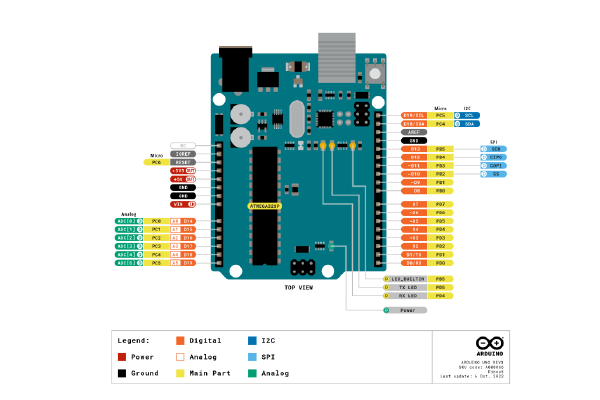 Micro
I2C
D19/SCL PC5 SCL
D18/SDA PC4 SDA
AREF
GND
SPI
D13 PB5 SCK
D12 PB4 CIPO
~D11 PB3 COPI
~D10 PB2 SS
~D9 PB1
D8 PB0
D7 PD7
~D6 PD6
~D5 PD5
D4 PD4
~D3 PD3
D2 PD2
D1/TX PD1
D0/RX PD0
NC
IOREF
Micro
PC6 RESET
+3V3 OUT
+5V OUT
GND
GND
VIN IN
ATMEGA328P
Analog
ADC[0] PC0 A0 D14
ADC[1] PC1 A1 D15
ADC[2] PC2 A2 D16
ADC[3] PC3 A3 D17
ADC[4] PC4 A4 D18
ADC[5] PC5 A5 D19
TOP VIEW
LED_BUILTIN PB5
TX LED PD5
RX LED PD4
Power
Legend:
Power
Ground
Digital
Analog
Main Part
I2C
SPI
Analog
ARDUINO
ARDUINO UNO REV3
SKU code: A000066
Pinout
Last update: 6 Oct, 2022